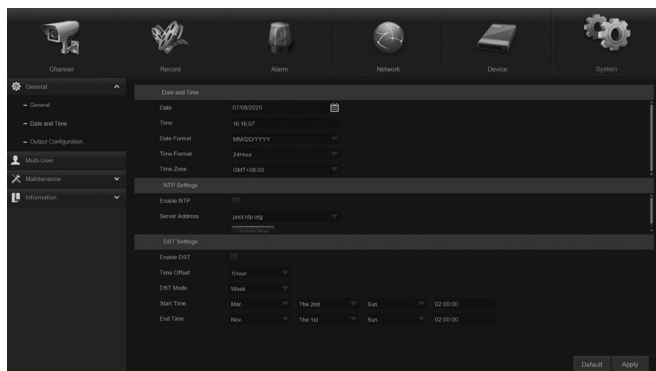 Channel Record Alarm Network Device System
General
General
Date and Time
Output Configuration
Multi-User
Maintenance
Information
Date and Time
Date 07/08/2020
Time 16:16:07
Date Format MM/DD/YYYY
Time Format 24Hour
Time Zone GMT+08:00
NTP Settings
Enable NTP
Server Address pool.ntp.org
Update Now
DST Settings
Enable DST
Time Offset 1Hour
DST Mode Week
Start Time Mar. The 2nd Sun. 02:00:00
End Time Nov. The 1st Sun. 02:00:00
Default Apply